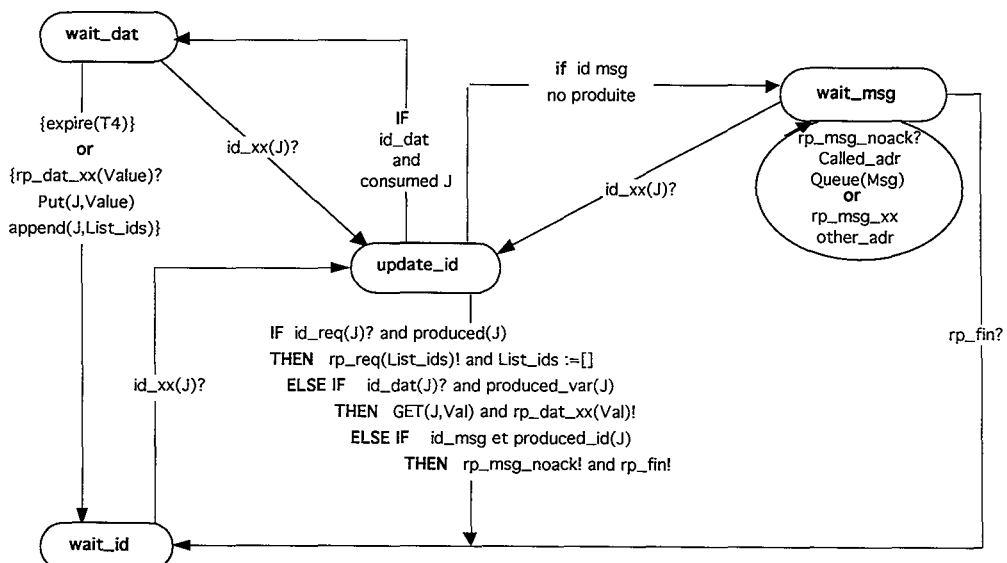 wait_dat
{expire(T4)}
or
{rp_dat_xx(Value)?
Put(J,Value)
append(J,List_ids)}
id_xx(J)?
IF
id_dat
and
consumed J
if id msg
no produite
wait_msg
rp_msg_noack?
Called_adr
Queue(Msg)
or
rp_msg_xx
other_adr
id_xx(J)?
update_id
IF id_req(J)? and produced(J)
THEN rp_req(List_ids)! and List_ids :=[]
ELSE IF id_dat(J)? and produced_var(J)
THEN GET(J,Val) and rp_dat_xx(Val)!
ELSE IF id_msg et produced_id(J)
THEN rp_msg_noack! and rp_fin!
id_xx(J)?
rp_fin?
wait_id